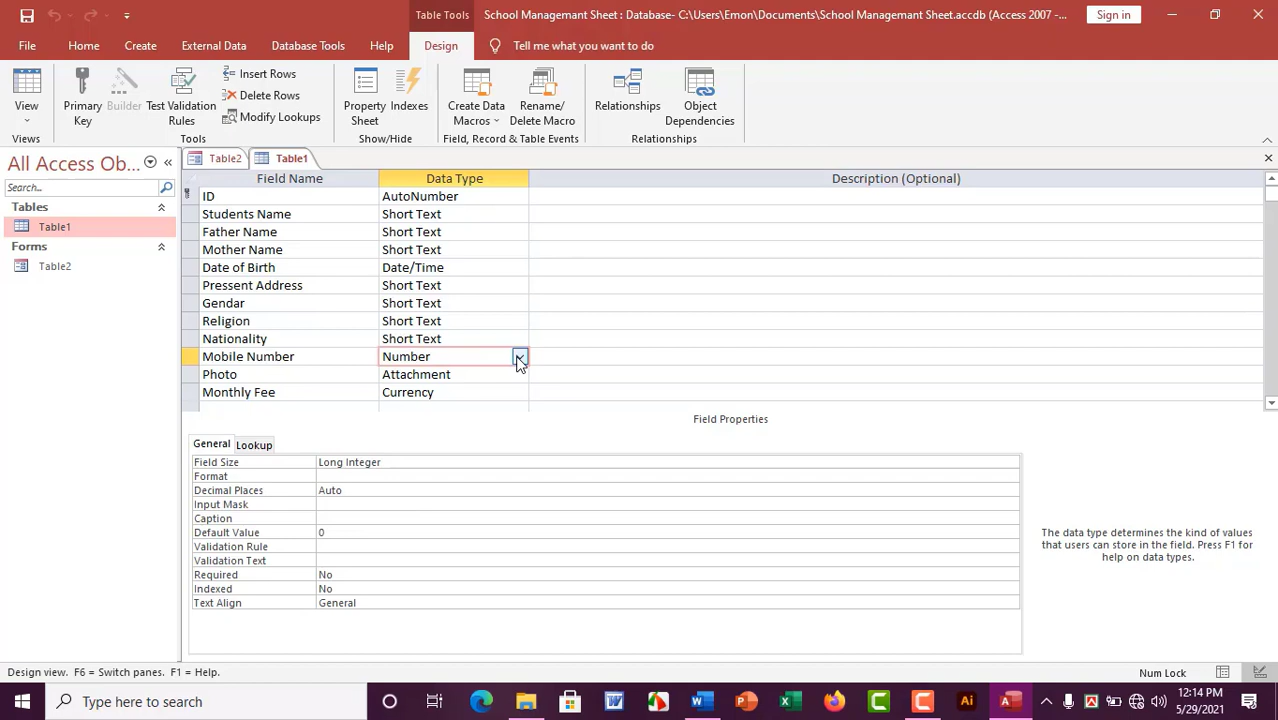 Table Tools
School Managemant Sheet : Database- C:\Users\Emon\Documents\School Managemant Sheet.accdb (Access 2007 -...
Sign in
File
Home
Create
External Data
Database Tools
Help
Design
Tell me what you want to do
View
Primary Key
Builder
Test Validation Rules
Insert Rows
Delete Rows
Modify Lookups
Property Sheet
Indexes
Create Data Macros
Rename/ Delete Macro
Relationships
Object Dependencies
Views
Tools
Show/Hide
Field, Record & Table Events
Relationships
All Access Ob...
Search...
Tables
Table1
Forms
Table2
Table2
Table1
Field Name Data Type Description (Optional)
ID AutoNumber
Students Name Short Text
Father Name Short Text
Mother Name Short Text
Date of Birth Date/Time
Pressent Address Short Text
Gendar Short Text
Religion Short Text
Nationality Short Text
Mobile Number Number
Photo Attachment
Monthly Fee Currency
Field Properties
General Lookup
Field Size Long Integer
Format
Decimal Places Auto
Input Mask
Caption
Default Value 0
Validation Rule
Validation Text
Required No
Indexed No
Text Align General
The data type determines the kind of values
that users can store in the field. Press F1 for
help on data types.
Design view. F6 = Switch panes. F1 = Help.
Num Lock
Type here to search
12:14 PM
5/29/2021